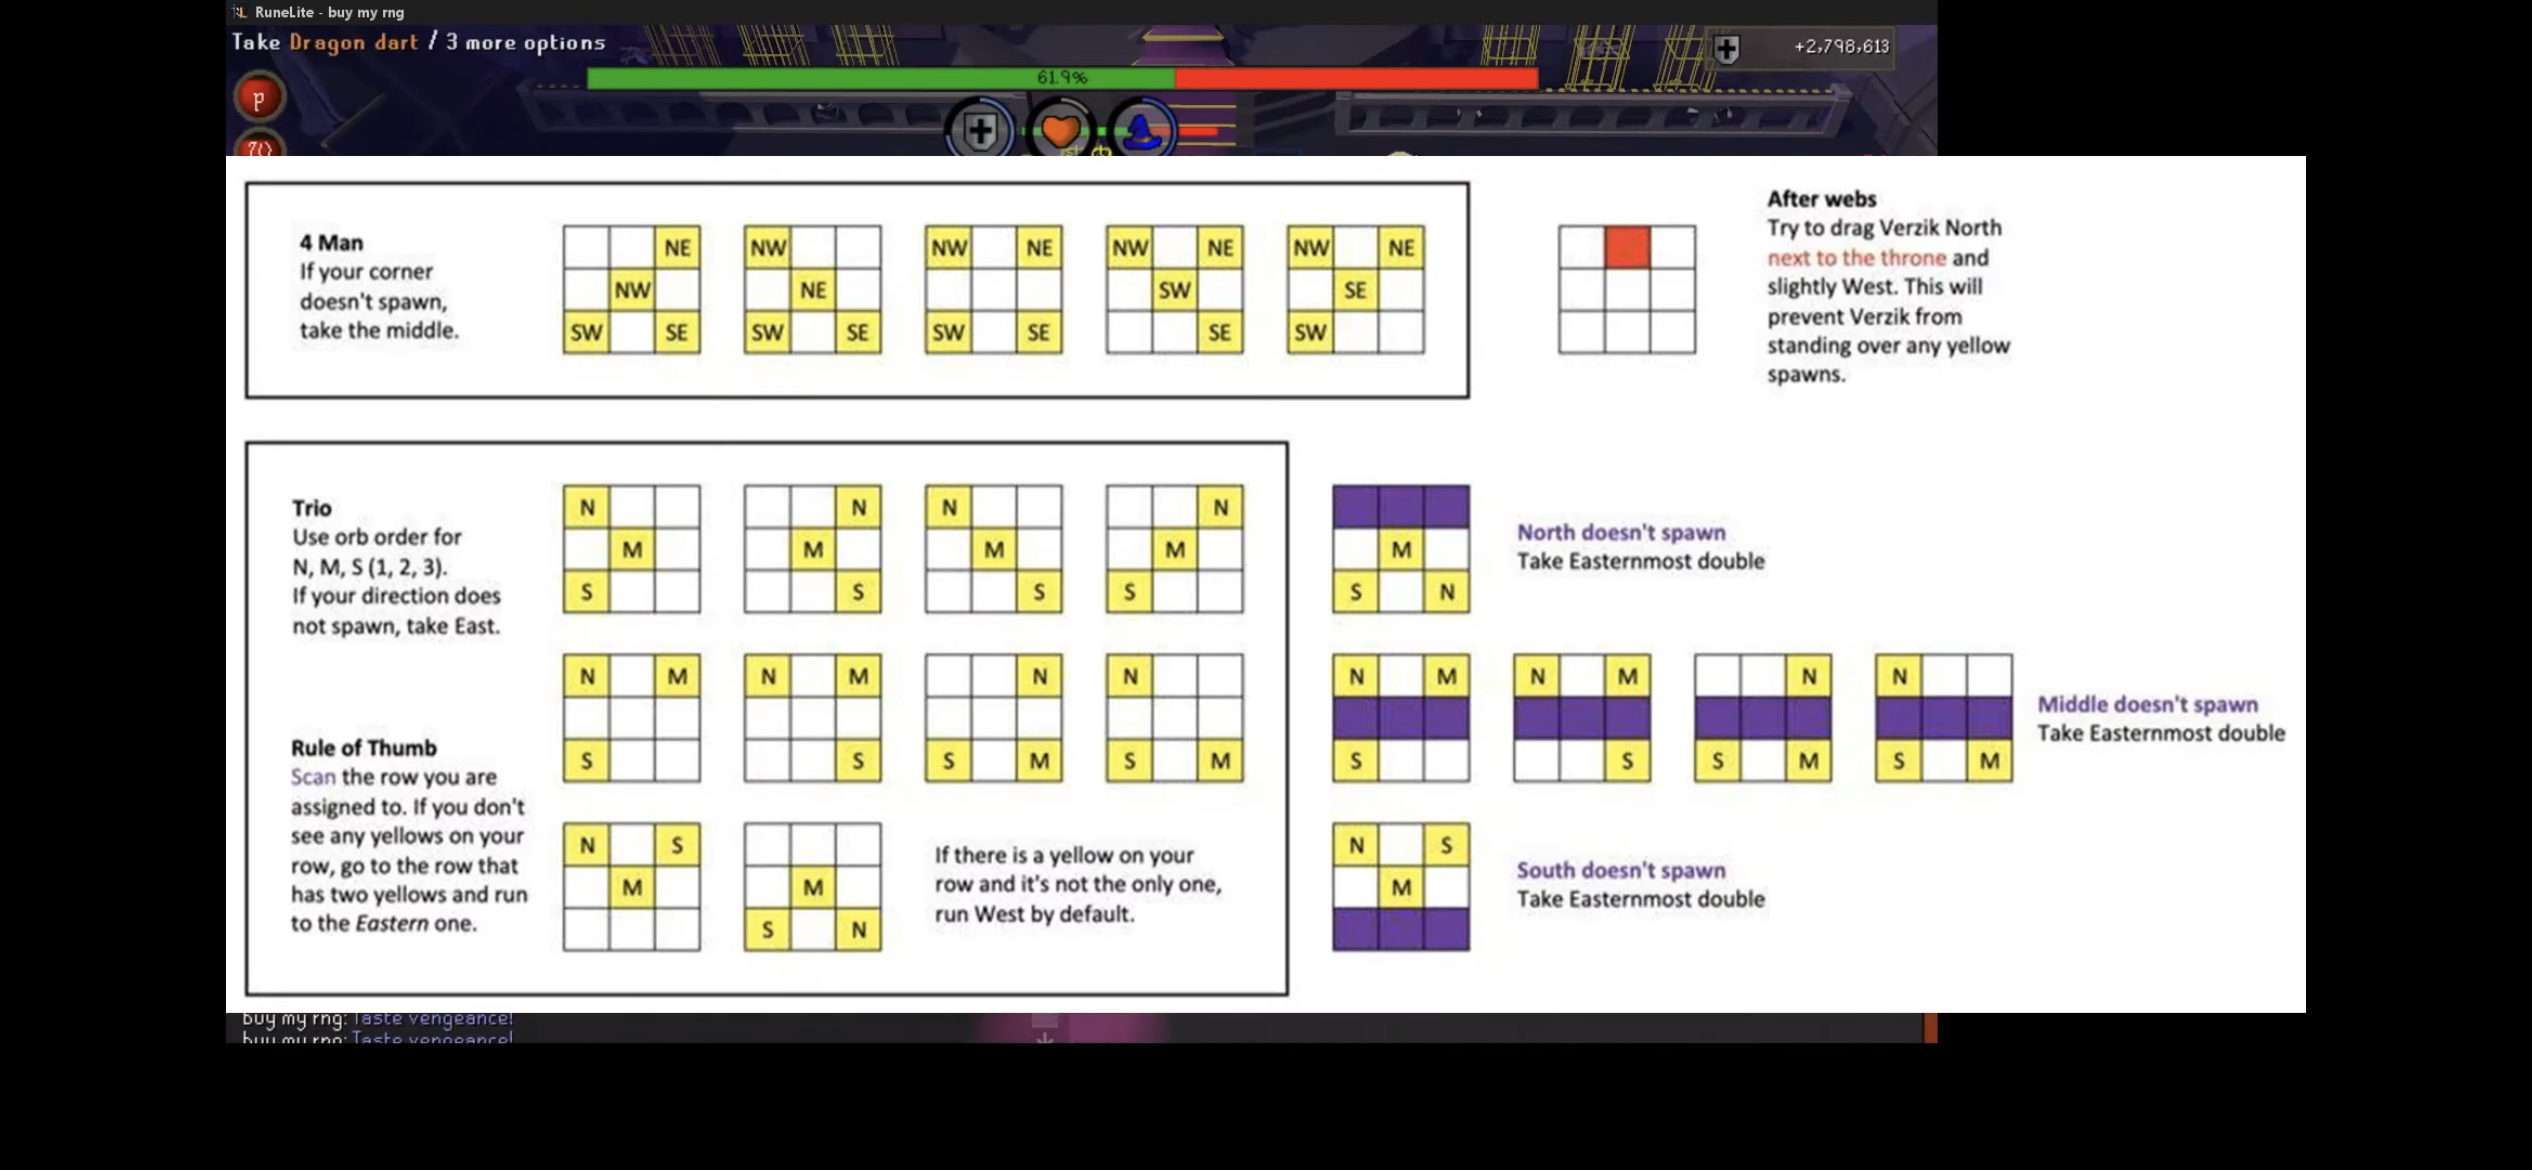 RuneLite - buy my rng
Take Dragon dart / 3 more options
+2,798,613
61.9%
p
4 Man
If your corner
doesn't spawn,
take the middle.
NE
NW
SW SE
NW
NE
SW SE
NW NE
SW SE
NW NE
SW
SE
NW NE
SE
SW
After webs
Try to drag Verzik North
next to the throne and
slightly West. This will
prevent Verzik from
standing over any yellow
spawns.
Trio
Use orb order for
N, M, S (1, 2, 3).
If your direction does
not spawn, take East.
N
M
S
N
M
S
N
M
S
N
M
S
M
S N
North doesn't spawn
Take Easternmost double
Rule of Thumb
Scan the row you are
assigned to. If you don't
see any yellows on your
row, go to the row that
has two yellows and run
to the Eastern one.
N M
S
N M
S
N
S M
N
S M
N M
S
N M
S
N
S M
N
S M
Middle doesn't spawn
Take Easternmost double
N S
M
M
S N
If there is a yellow on your
row and it's not the only one,
run West by default.
N S
M
South doesn't spawn
Take Easternmost double
buy my rng: Taste vengeance!
buy my rng: Taste vengeance!